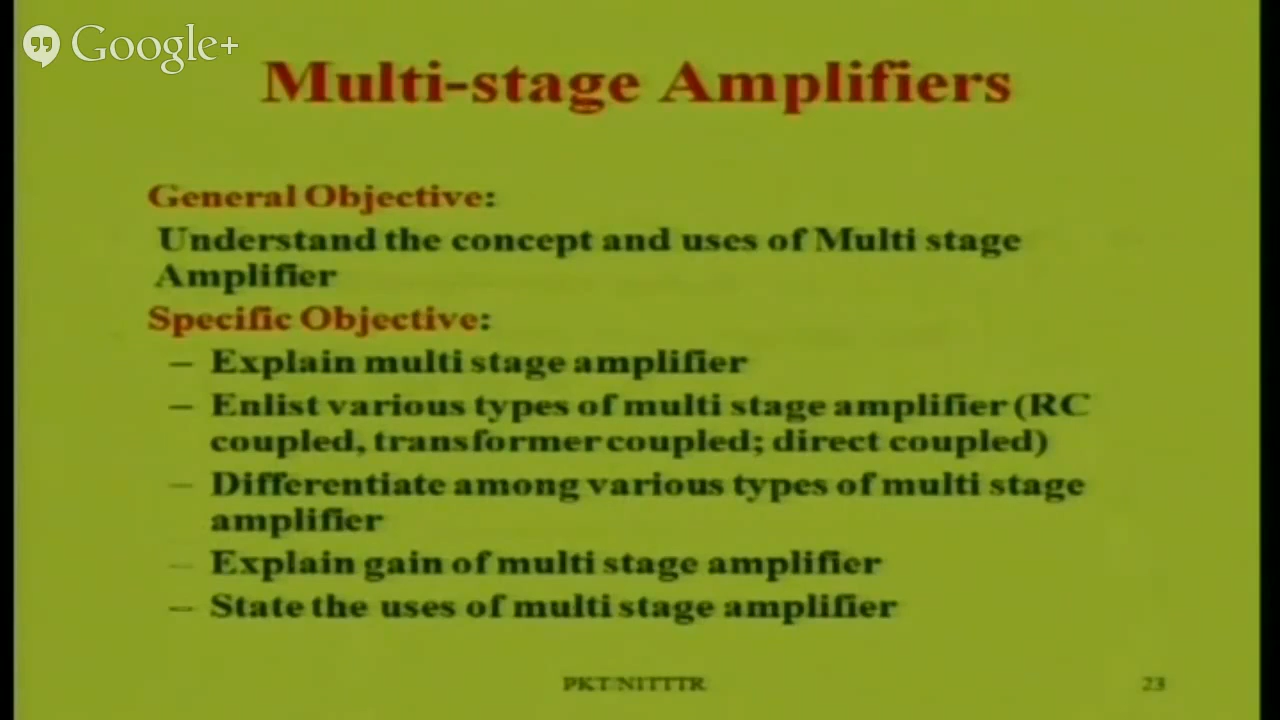 Google+
Multi-stage Amplifiers
General Objective:
Understand the concept and uses of Multi stage
Amplifier
Specific Objective:
– Explain multi stage amplifier
– Enlist various types of multi stage amplifier (RC
coupled, transformer coupled; direct coupled)
– Differentiate among various types of multi stage
amplifier
– Explain gain of multi stage amplifier
– State the uses of multi stage amplifier
PKT/NITTTR
23